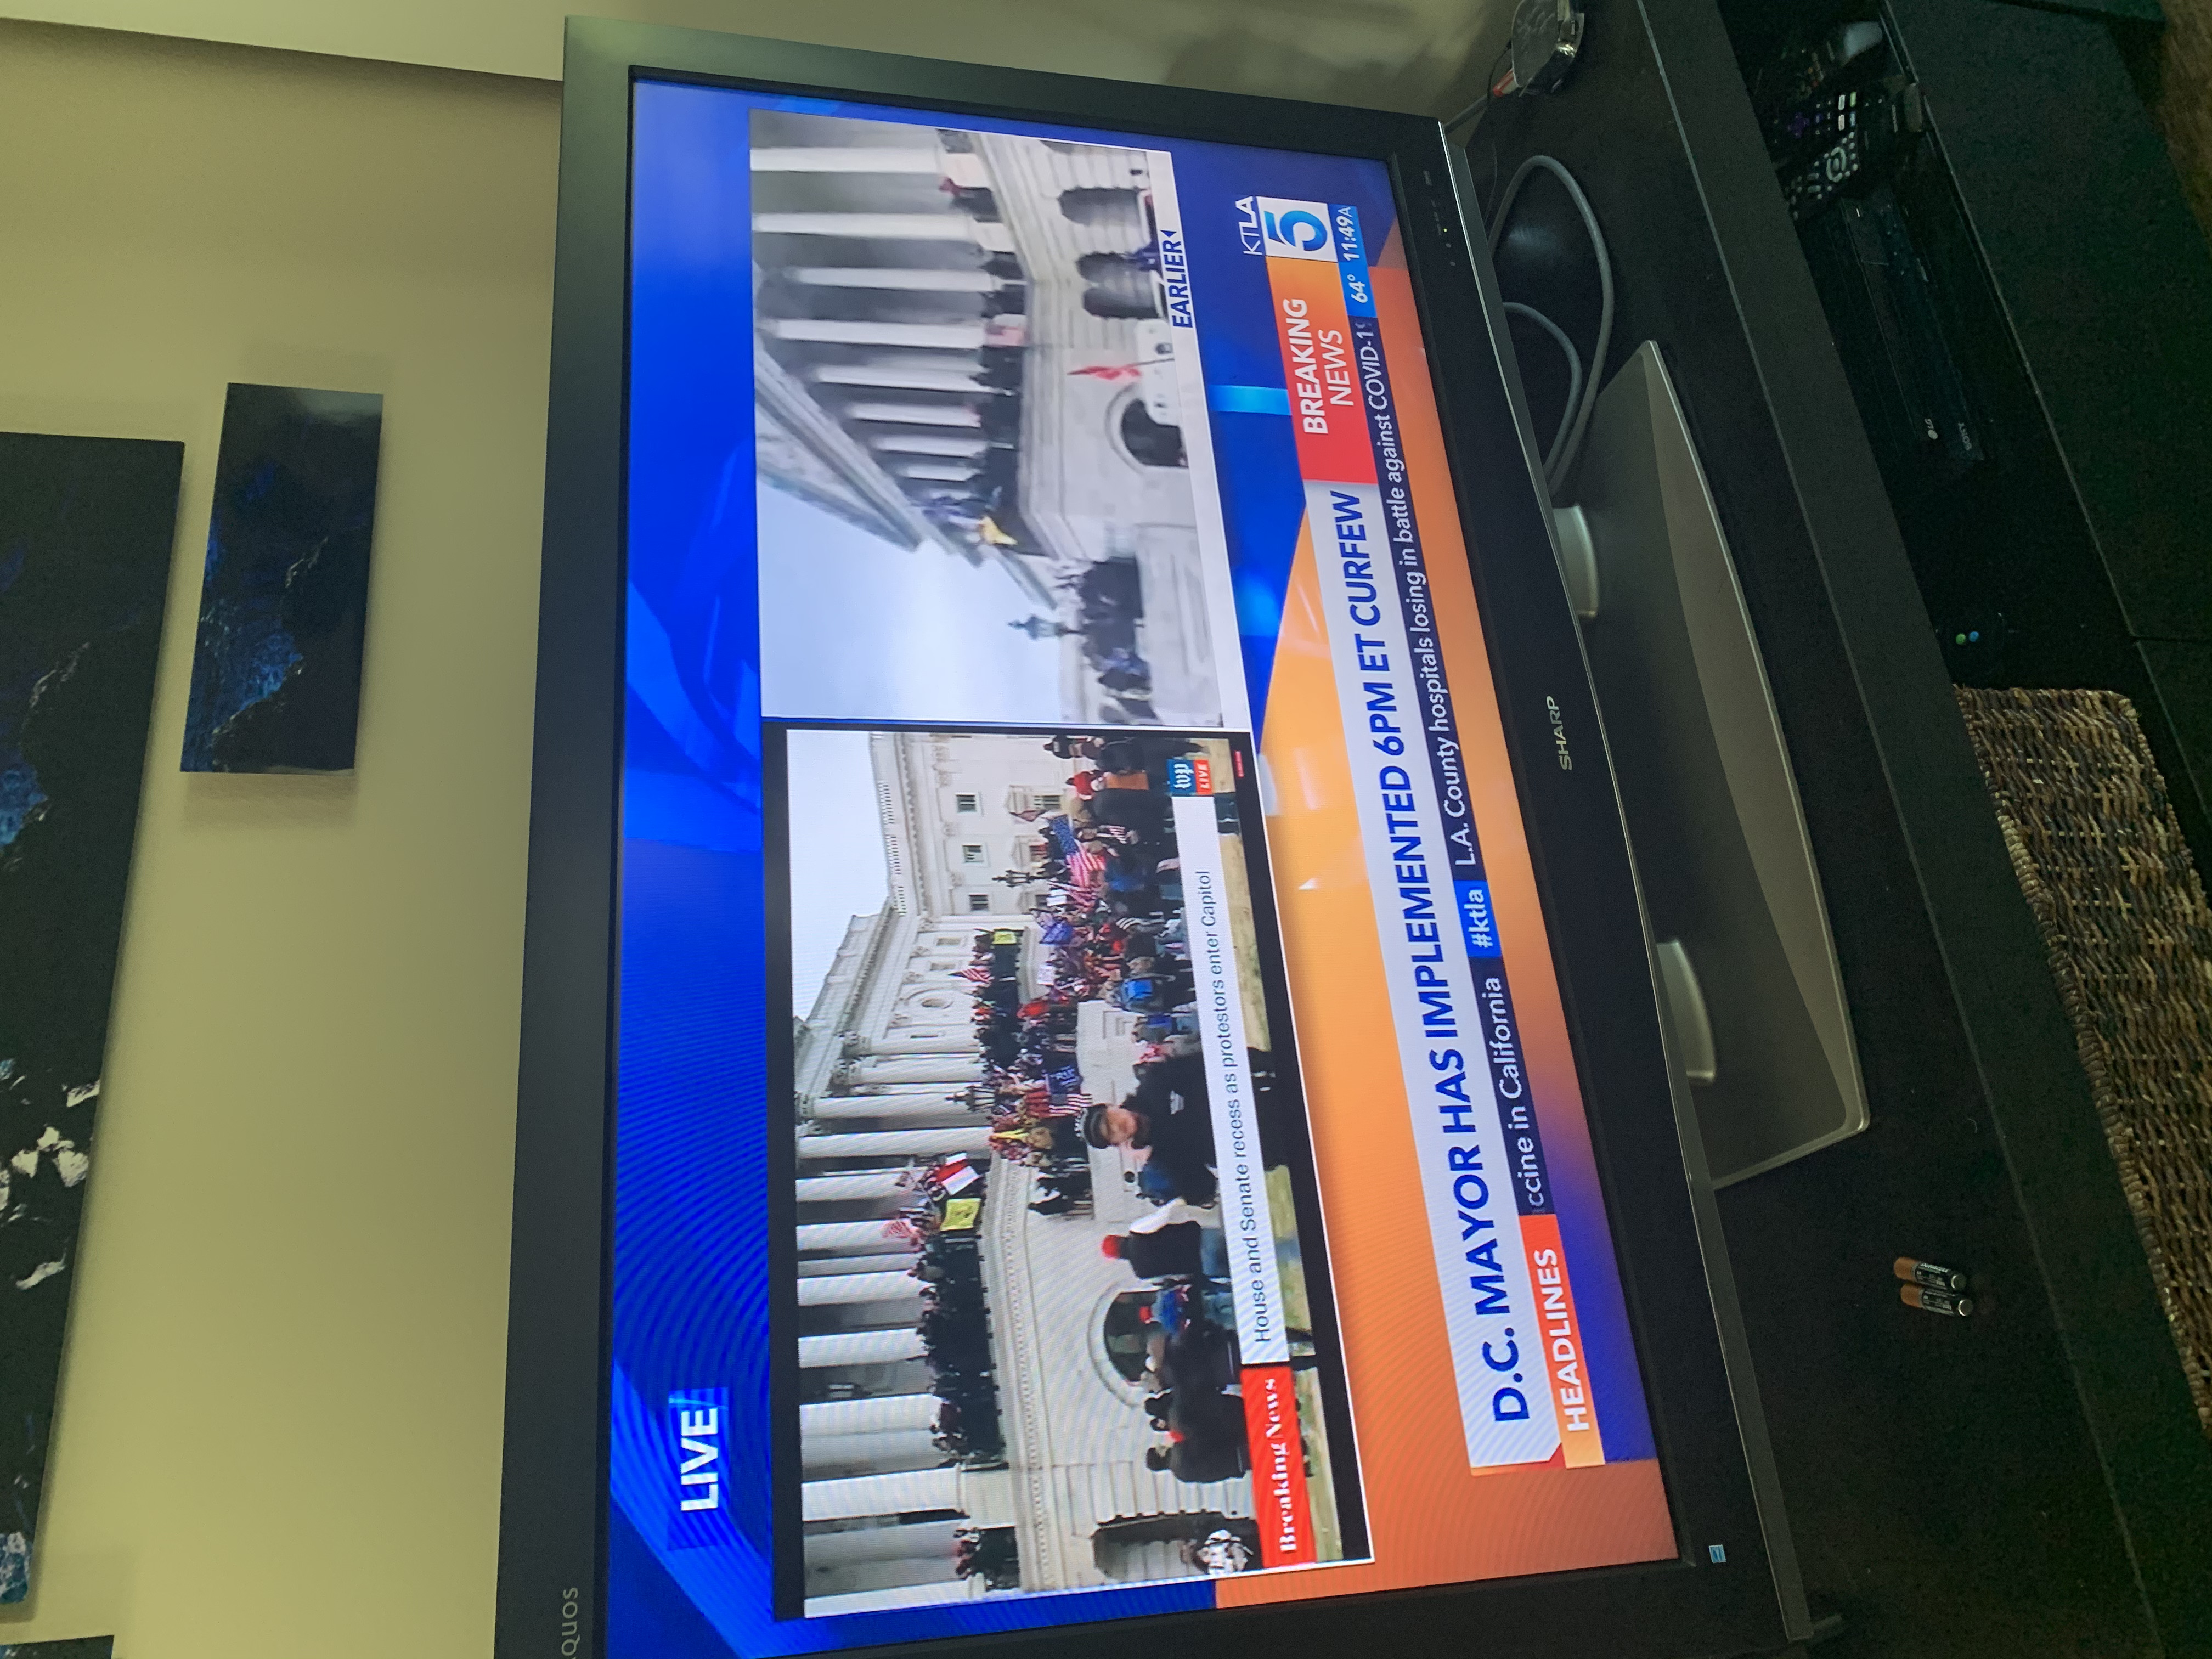 QUOS
LIVE
House and Senate recess as protestors enter Capitol
wp
LIVE
Breaking News
EARLIER
KTLA
5
BREAKING
NEWS
D.C. MAYOR HAS IMPLEMENTED 6PM ET CURFEW
64° 11:49A
HEADLINES
ccine in California #ktla L.A. County hospitals losing in battle against COVID-19
SHARP
LG
SONY